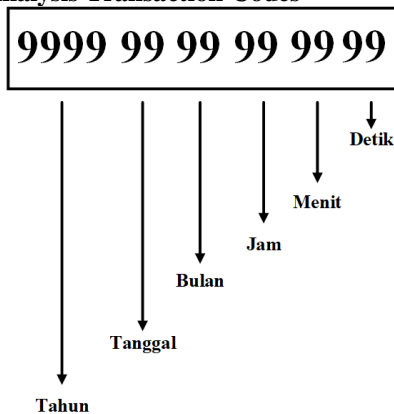 Analysis Transaction Codes
9999 99 99 99 99 99
Detik
Menit
Jam
Bulan
Tanggal
Tahun